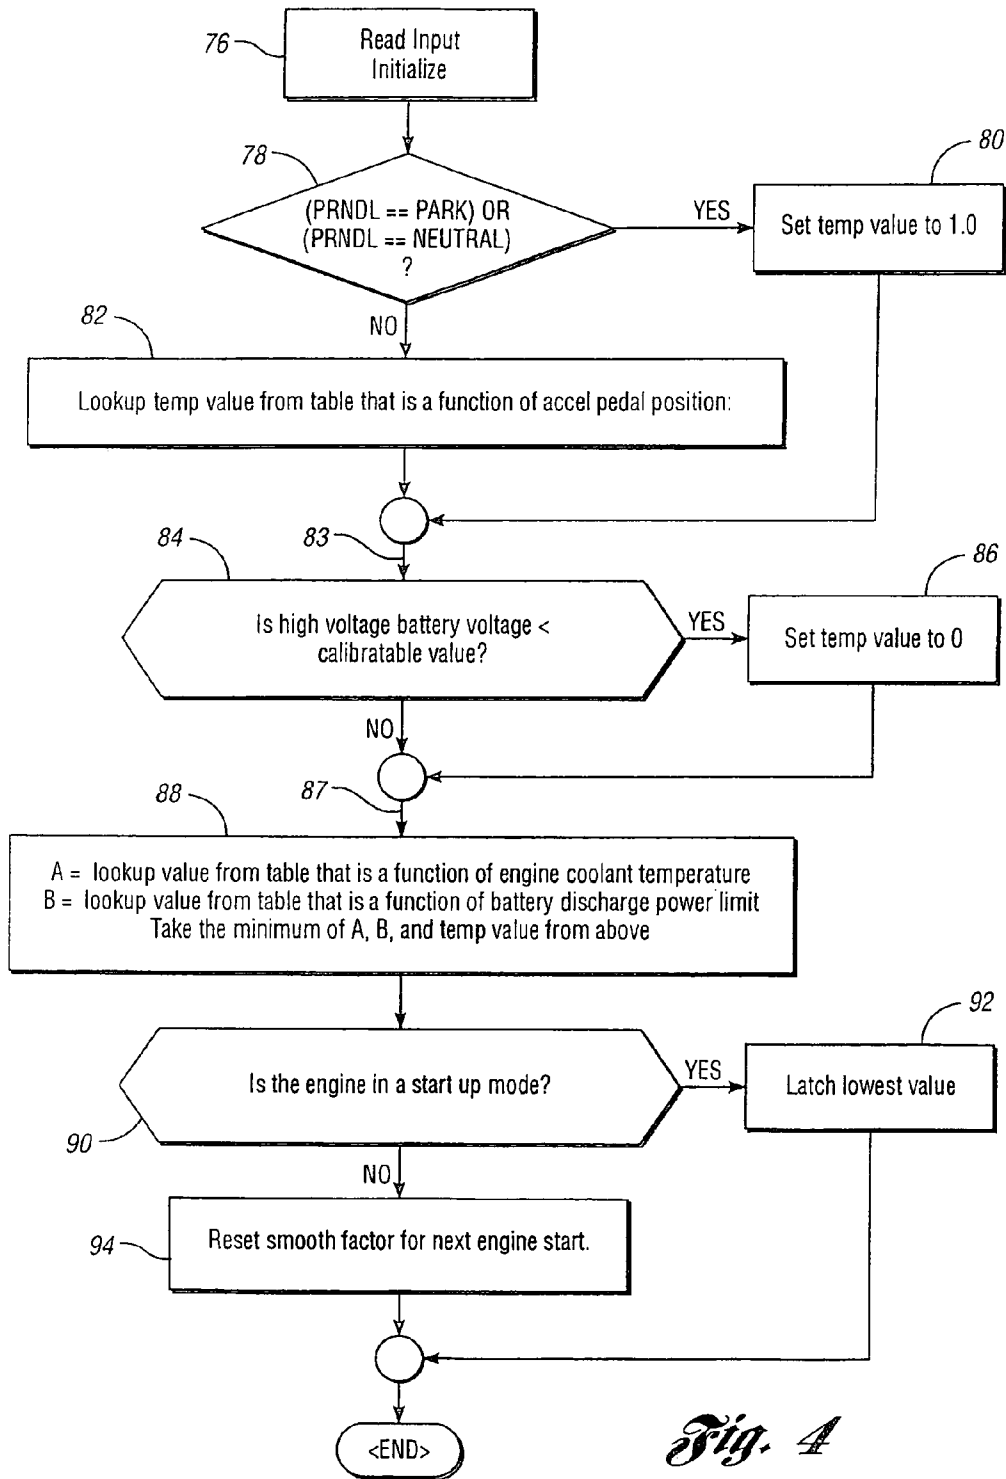 76
Read Input
Initialize
78
(PRNDL == PARK) OR
(PRNDL == NEUTRAL)
?
YES
80
Set temp value to 1.0
NO
82
Lookup temp value from table that is a function of accel pedal position:
83
84
Is high voltage battery voltage <
calibratable value?
YES
86
Set temp value to 0
NO
87
88
A = lookup value from table that is a function of engine coolant temperature
B = lookup value from table that is a function of battery discharge power limit
Take the minimum of A, B, and temp value from above
90
Is the engine in a start up mode?
YES
92
Latch lowest value
NO
94
Reset smooth factor for next engine start.
<END>
Fig. 4